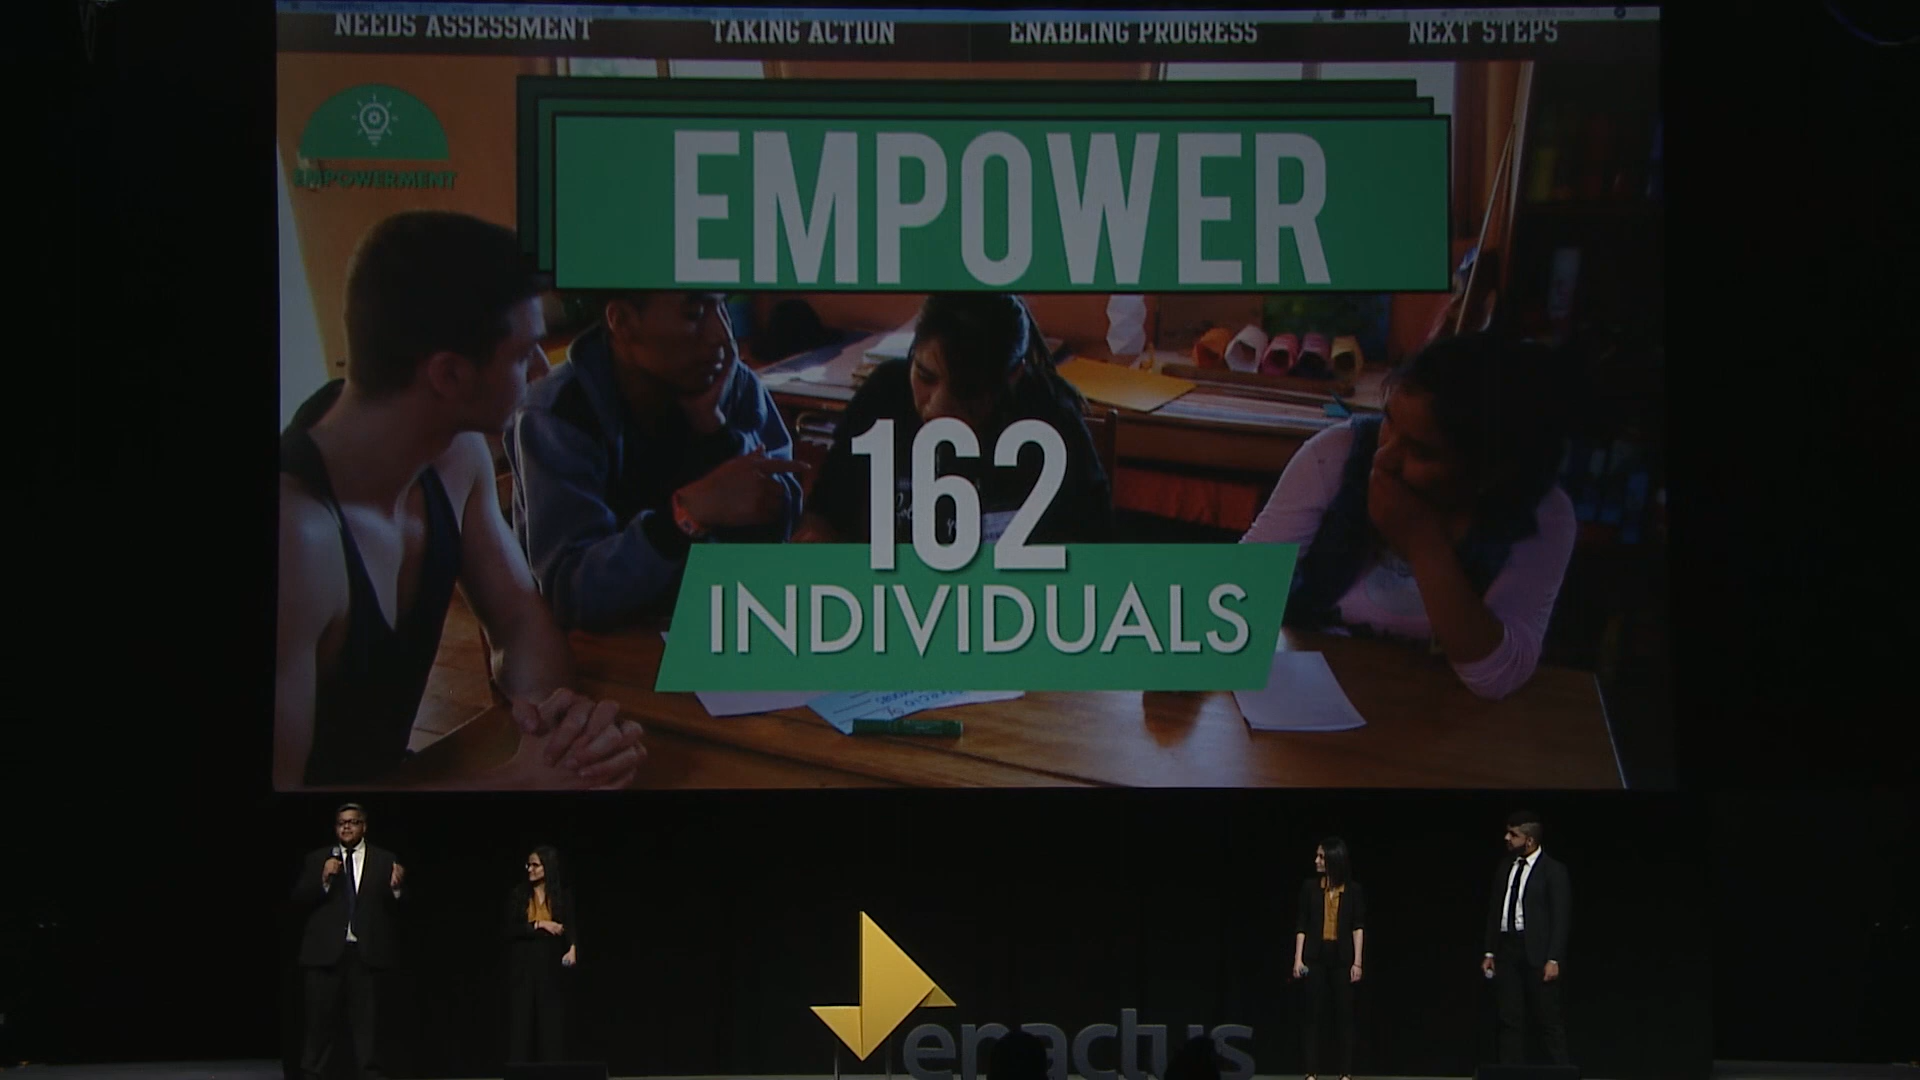 NEEDS ASSESSMENT TAKING ACTION ENABLING PROGRESS NEXT STEPS
EMPOWERMENT
EMPOWER
162
INDIVIDUALS
enactus